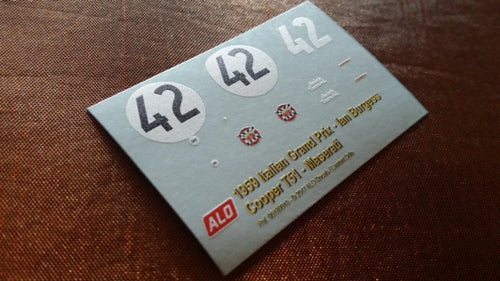 42
42
42
ALD
1959 Italian Grand Prix - Ian Burgess
Cooper T51 - Maserati